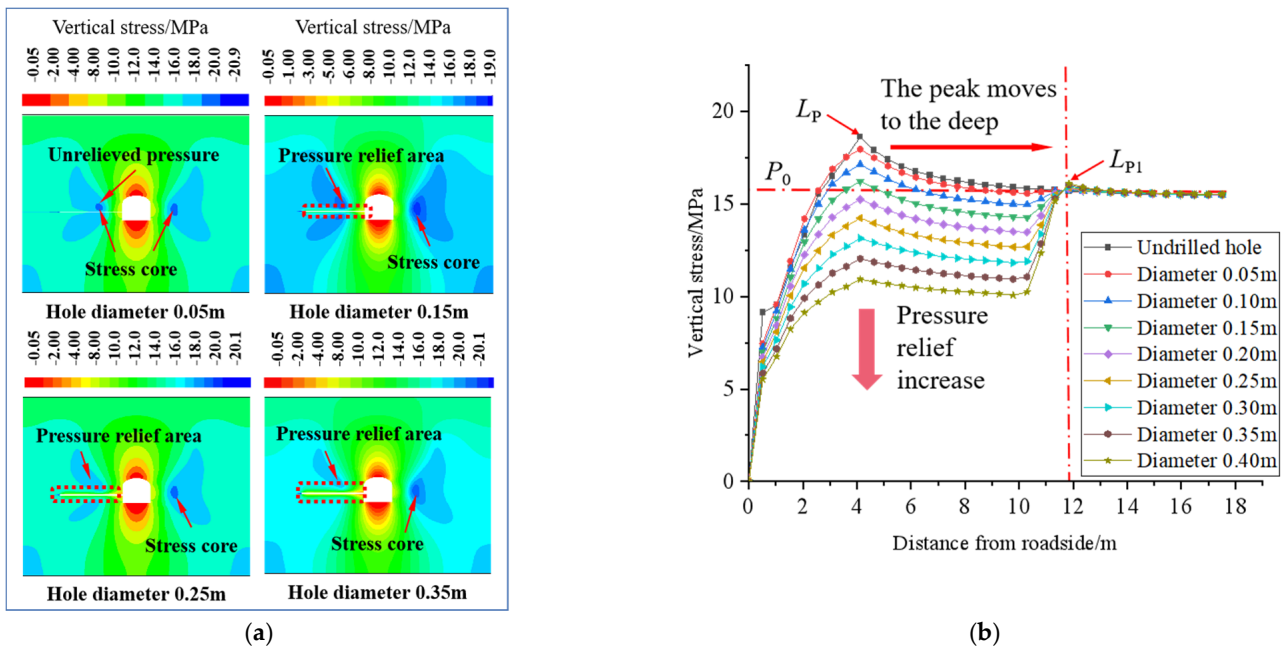 Vertical stress/MPa
−0.05
−2.00
−4.00
−8.00
−12.0
−14.0
−16.0
−18.0
−20.0
−20.9
Vertical stress/MPa
−0.05
−3.00
−5.00
−8.00
−12.0
−14.0
−16.0
−18.0
−19.0
Unrelieved pressure
Stress core
Hole diameter 0.05m
Pressure relief area
Stress core
Hole diameter 0.15m
−0.05
−2.00
−4.00
−8.00
−10.0
−12.0
−14.0
−16.0
−18.0
−20.0
−20.1
−0.05
−2.00
−4.00
−8.00
−10.0
−12.0
−14.0
−16.0
−18.0
−20.0
20.1
Pressure relief area
Stress core
Hole diameter 0.25m
Pressure relief area
Stress core
Hole diameter 0.35m
(a)
Vertical stress/MPa
20
15
10
5
0
0 2 4 6 8 10 12 14 16 18
Distance from roadside/m
The peak moves
to the deep
LP
P0
LP1
Pressure
relief
increase
Undrilled hole
Diameter 0.05m
Diameter 0.10m
Diameter 0.15m
Diameter 0.20m
Diameter 0.25m
Diameter 0.30m
Diameter 0.35m
Diameter 0.40m
(b)